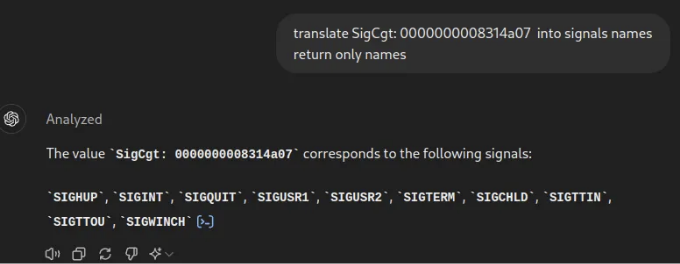 translate SigCgt: 0000000008314a07 into signals names
return only names
Analyzed
The value `SigCgt: 0000000008314a07` corresponds to the following signals:
`SIGHUP`, `SIGINT`, `SIGQUIT`, `SIGUSR1`, `SIGUSR2`, `SIGTERM`, `SIGCHLD`, `SIGTTIN`,
`SIGTTOU`, `SIGWINCH` [>-]